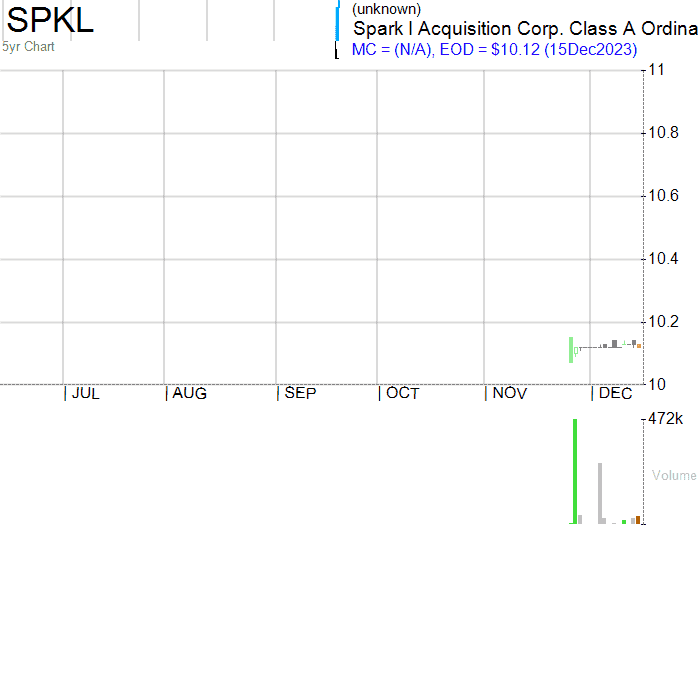 SPKL
5yr Chart
(unknown)
Spark I Acquisition Corp. Class A Ordina
MC = (N/A), EOD = $10.12 (15Dec2023)
11
10.8
10.6
10.4
10.2
10
JUL AUG SEP OCT NOV DEC
472k
Volume